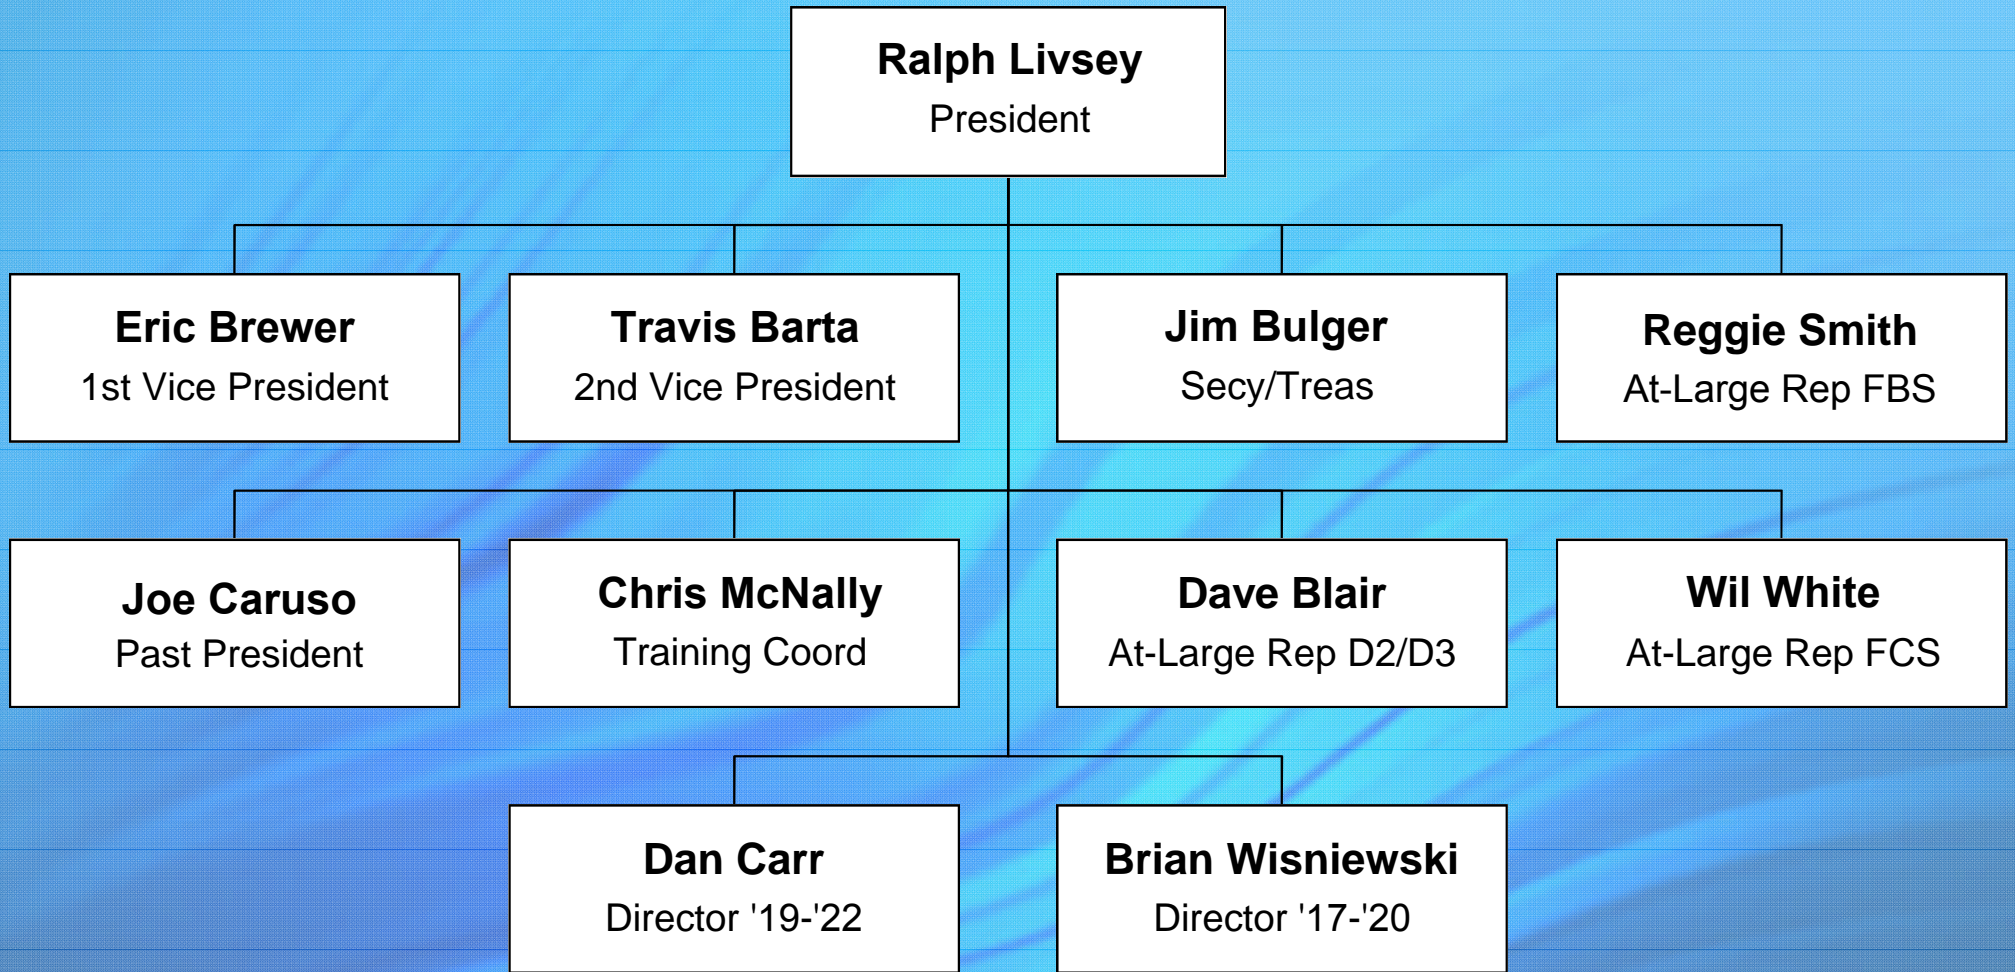 Ralph Livsey
President
Eric Brewer
1st Vice President
Travis Barta
2nd Vice President
Jim Bulger
Secy/Treas
Reggie Smith
At-Large Rep FBS
Joe Caruso
Past President
Chris McNally
Training Coord
Dave Blair
At-Large Rep D2/D3
Wil White
At-Large Rep FCS
Dan Carr
Director '19-'22
Brian Wisniewski
Director '17-'20